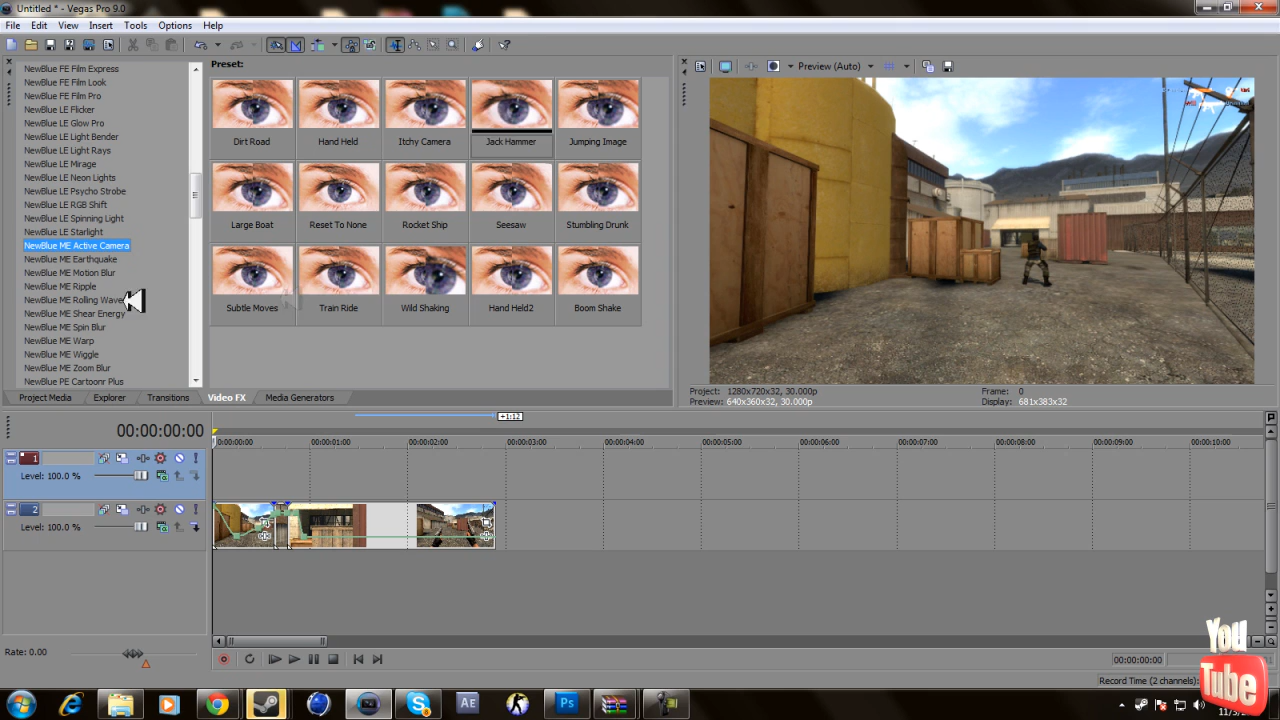 Untitled * - Vegas Pro 9.0
File Edit View Insert Tools Options Help
NewBlue FE Film Express
NewBlue FE Film Look
NewBlue FE Film Pro
NewBlue LE Flicker
NewBlue LE Glow Pro
NewBlue LE Light Bender
NewBlue LE Light Rays
NewBlue LE Mirage
NewBlue LE Neon Lights
NewBlue LE Psycho Strobe
NewBlue LE RGB Shift
NewBlue LE Spinning Light
NewBlue LE Starlight
NewBlue ME Active Camera
NewBlue ME Earthquake
NewBlue ME Motion Blur
NewBlue ME Ripple
NewBlue ME Rolling Wave
NewBlue ME Shear Energy
NewBlue ME Spin Blur
NewBlue ME Warp
NewBlue ME Wiggle
NewBlue ME Zoom Blur
NewBlue PE Cartoonr Plus
Preset:
Dirt Road Hand Held Itchy Camera Jack Hammer Jumping Image
Large Boat Reset To None Rocket Ship Seesaw Stumbling Drunk
Subtle Moves Train Ride Wild Shaking Hand Held2 Boom Shake
Project Media Explorer Transitions Video FX Media Generators
Preview (Auto)
Project: 1280x720x32, 30.000p Frame: 0
Preview: 640x360x32, 30.000p Display: 681x383x32
+1:12
00:00:00:00
0:00:00:00 00:00:01:00 00:00:02:00 00:00:03:00 00:00:04:00 00:00:05:00 00:00:06:00 00:00:07:00 00:00:08:00 00:00:09:00 00:00:10:00
1
Level: 100.0 %
2
Level: 100.0 %
Rate: 0.00
00:00:00:00
Record Time (2 channels):
You
Tube
Ae
Ps